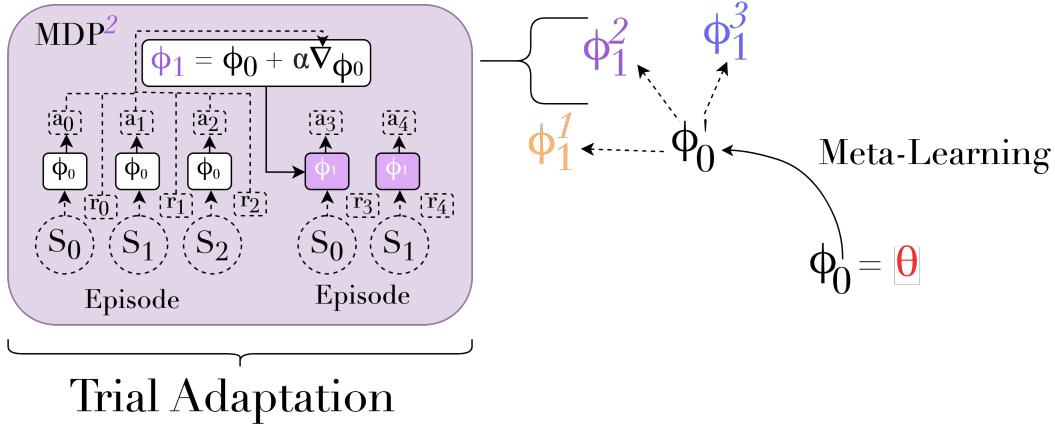 MDP²
ϕ₁ = ϕ₀ + α∇ϕ₀
a₀ a₁ a₂ a₃ a₄
ϕ₀ ϕ₀ ϕ₀ ϕ₁ ϕ₁
r₀ r₁ r₂ r₃ r₄
S₀ S₁ S₂ S₀ S₁
Episode Episode
Trial Adaptation
ϕ₁² ϕ₁³
ϕ₁¹ ϕ₀'
Meta-Learning
ϕ₀ = θ